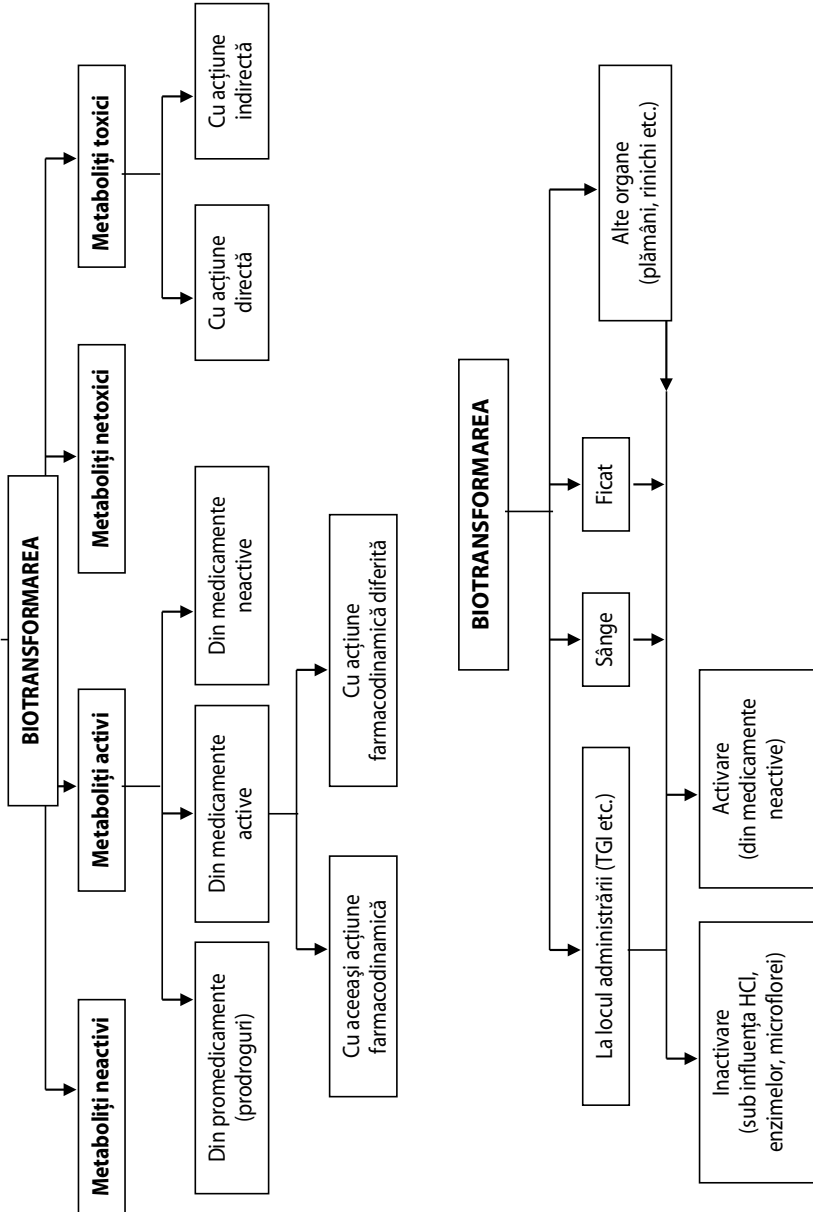 BIOTRANSFORMAREA
Metaboliți neactivi
Metaboliți activi
Metaboliți netoxici
Metaboliți toxici
Din promedicamente
(prodroguri)
Din medicamente
active
Din medicamente
neactive
Cu acțiune
directă
Cu acțiune
indirectă
Cu aceeași acțiune
farmacodinamică
Cu acțiune
farmacodinamică diferită
BIOTRANSFORMAREA
La locul administrării (TGI etc.)
Sânge
Ficat
Alte organe
(plămâni, rinichi etc.)
Inactivare
(sub influența HCl,
enzimelor, microflorei)
Activare
(din medicamente
neactive)